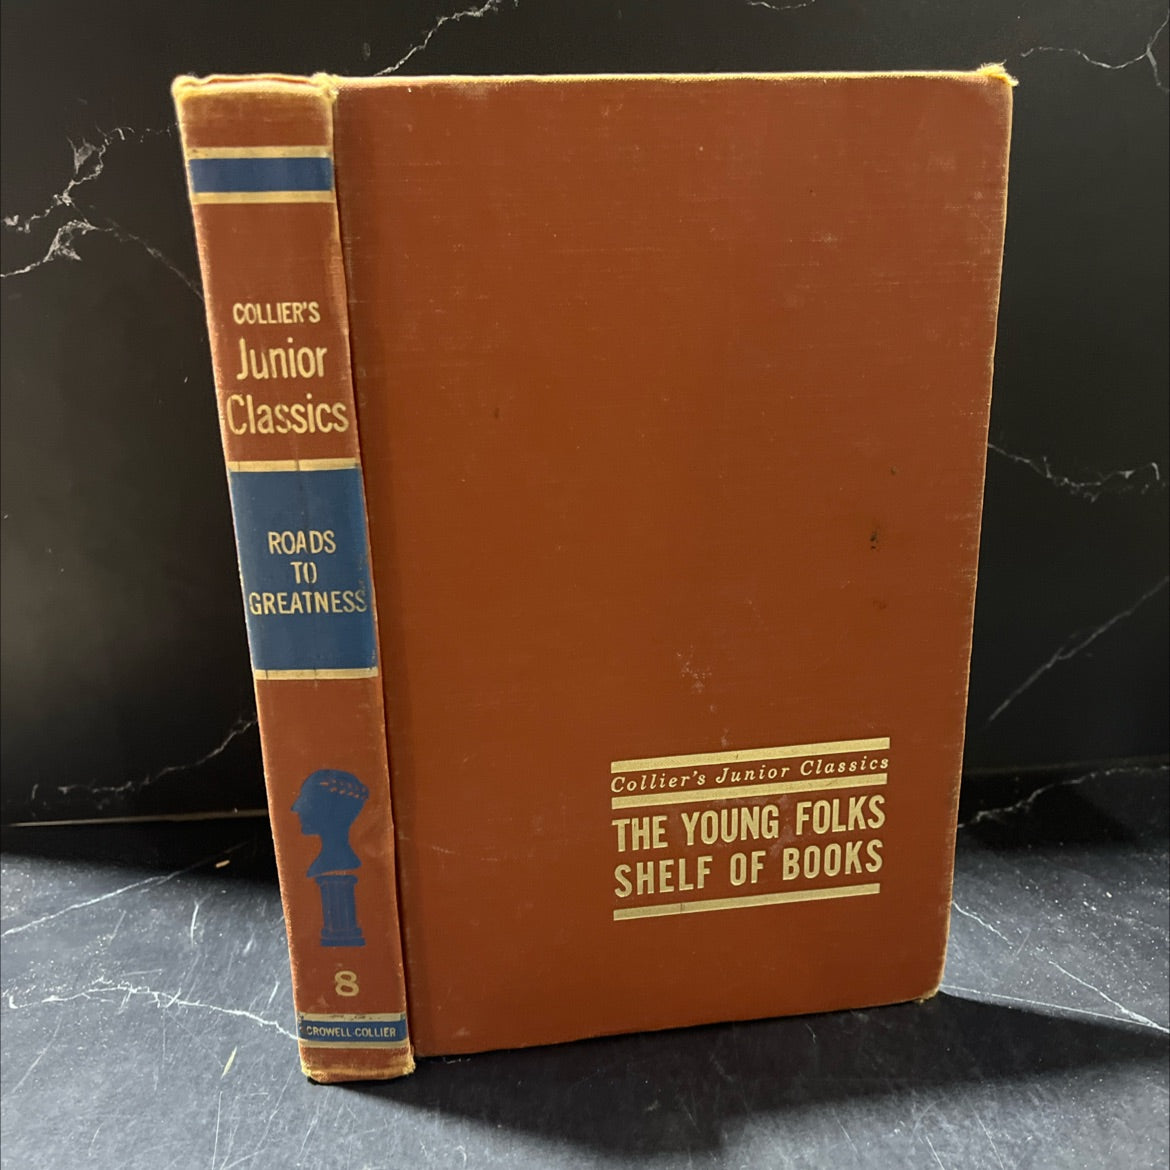 COLLIER'S
Junior
Classics
ROADS
TO
GREATNESS
8
CROWELL-COLLIER
Collier's Junior Classics
THE YOUNG FOLKS
SHELF OF BOOKS